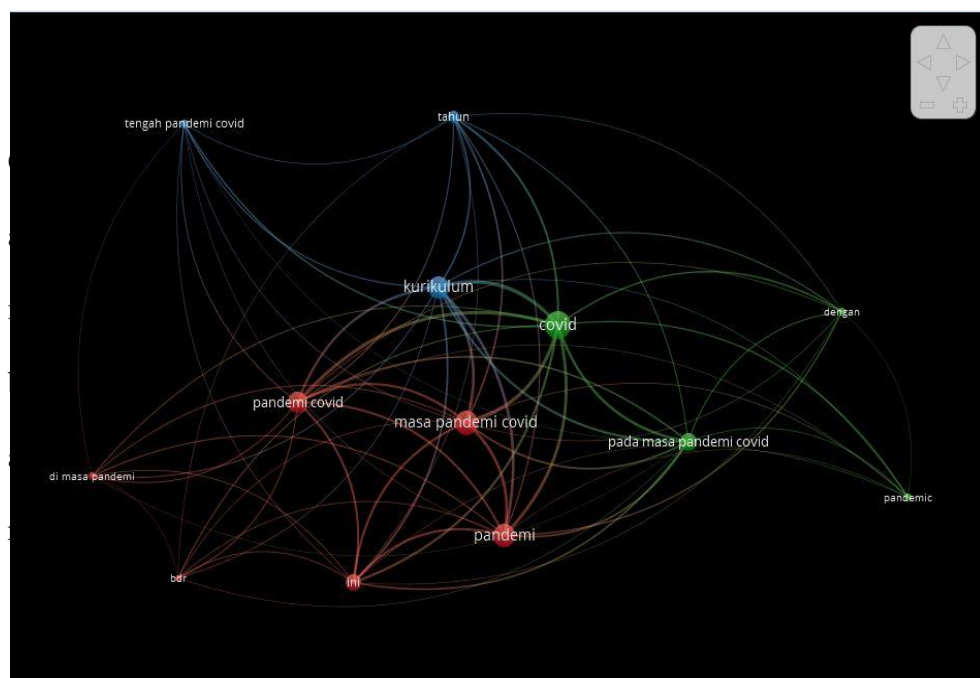 tengah pandemi covid
tahun
kurikulum
covid
dengan
pandemi covid
masa pandemi covid
pada masa pandemi covid
di masa pandemi
pandemic
pandemi
bdr
ini